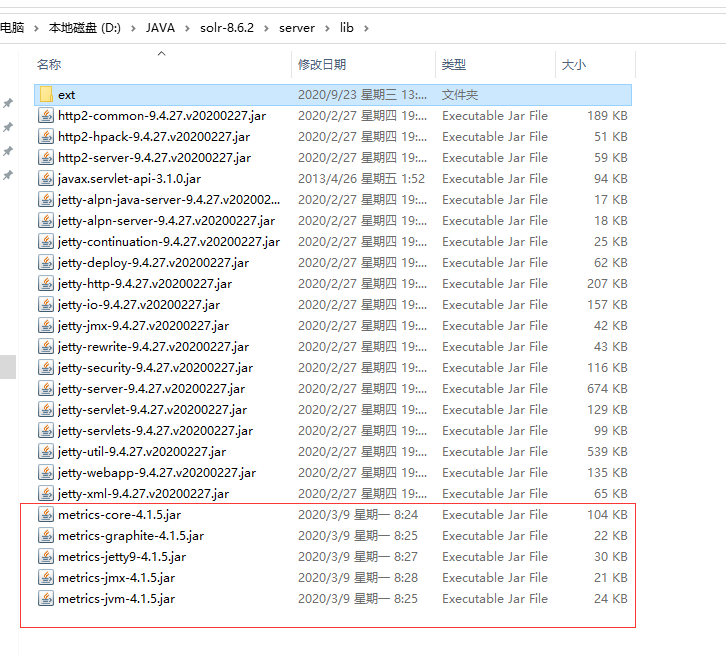 电脑 › 本地磁盘 (D:) › JAVA › solr-8.6.2 › server › lib ›
名称 修改日期 类型 大小
ext 2020/9/23 星期三 13:... 文件夹
http2-common-9.4.27.v20200227.jar 2020/2/27 星期四 19:... Executable Jar File 189 KB
http2-hpack-9.4.27.v20200227.jar 2020/2/27 星期四 19:... Executable Jar File 51 KB
http2-server-9.4.27.v20200227.jar 2020/2/27 星期四 19:... Executable Jar File 59 KB
javax.servlet-api-3.1.0.jar 2013/4/26 星期五 1:52 Executable Jar File 94 KB
jetty-alpn-java-server-9.4.27.v202002... 2020/2/27 星期四 19:... Executable Jar File 17 KB
jetty-alpn-server-9.4.27.v20200227.jar 2020/2/27 星期四 19:... Executable Jar File 18 KB
jetty-continuation-9.4.27.v20200227.jar 2020/2/27 星期四 19:... Executable Jar File 25 KB
jetty-deploy-9.4.27.v20200227.jar 2020/2/27 星期四 19:... Executable Jar File 62 KB
jetty-http-9.4.27.v20200227.jar 2020/2/27 星期四 19:... Executable Jar File 207 KB
jetty-io-9.4.27.v20200227.jar 2020/2/27 星期四 19:... Executable Jar File 157 KB
jetty-jmx-9.4.27.v20200227.jar 2020/2/27 星期四 19:... Executable Jar File 42 KB
jetty-rewrite-9.4.27.v20200227.jar 2020/2/27 星期四 19:... Executable Jar File 43 KB
jetty-security-9.4.27.v20200227.jar 2020/2/27 星期四 19:... Executable Jar File 116 KB
jetty-server-9.4.27.v20200227.jar 2020/2/27 星期四 19:... Executable Jar File 674 KB
jetty-servlet-9.4.27.v20200227.jar 2020/2/27 星期四 19:... Executable Jar File 129 KB
jetty-servlets-9.4.27.v20200227.jar 2020/2/27 星期四 19:... Executable Jar File 99 KB
jetty-util-9.4.27.v20200227.jar 2020/2/27 星期四 19:... Executable Jar File 539 KB
jetty-webapp-9.4.27.v20200227.jar 2020/2/27 星期四 19:... Executable Jar File 135 KB
jetty-xml-9.4.27.v20200227.jar 2020/2/27 星期四 19:... Executable Jar File 65 KB
metrics-core-4.1.5.jar 2020/3/9 星期一 8:24 Executable Jar File 104 KB
metrics-graphite-4.1.5.jar 2020/3/9 星期一 8:25 Executable Jar File 22 KB
metrics-jetty9-4.1.5.jar 2020/3/9 星期一 8:27 Executable Jar File 30 KB
metrics-jmx-4.1.5.jar 2020/3/9 星期一 8:28 Executable Jar File 21 KB
metrics-jvm-4.1.5.jar 2020/3/9 星期一 8:25 Executable Jar File 24 KB